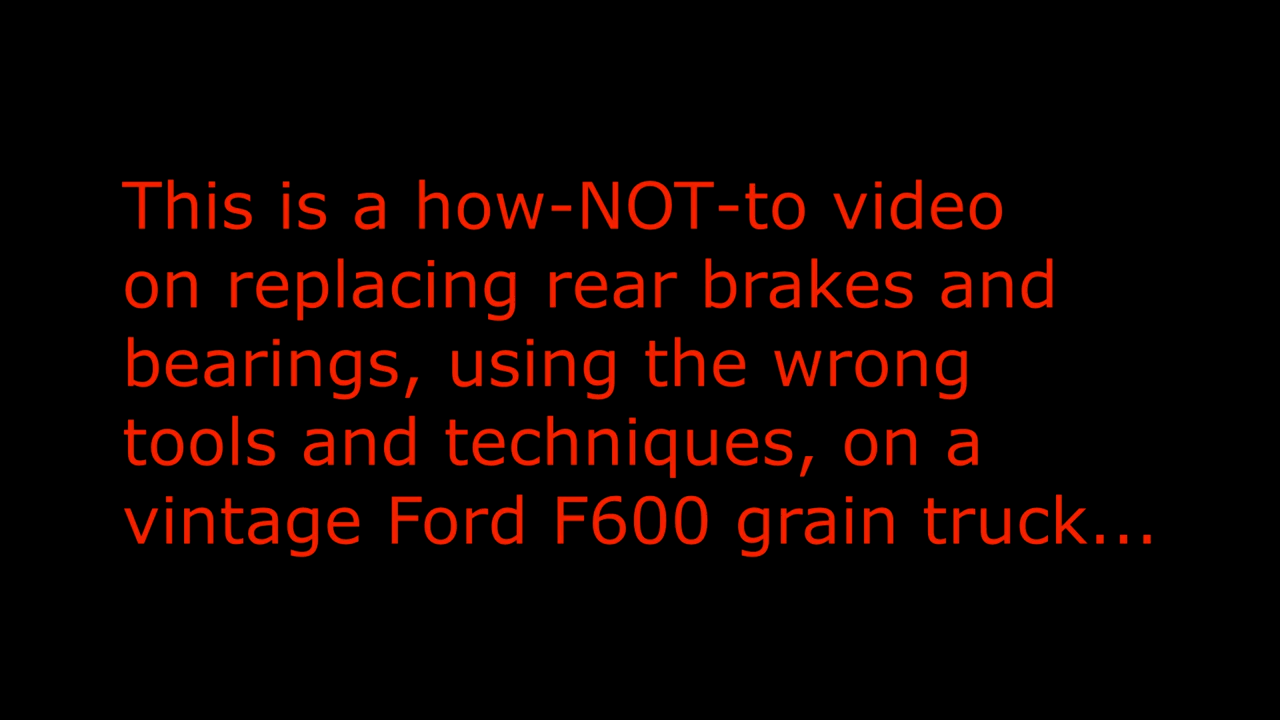 This is a how-NOT-to video
on replacing rear brakes and
bearings, using the wrong
tools and techniques, on a
vintage Ford F600 grain truck...